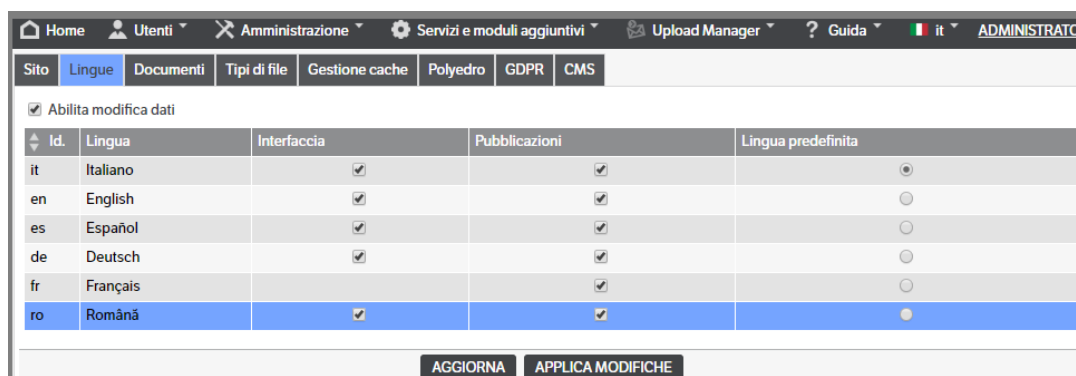 Home Utenti Amministrazione Servizi e moduli aggiuntivi Upload Manager ? Guida it ADMINISTRATO
Sito Lingue Documenti Tipi di file Gestione cache Polyedro GDPR CMS
Abilita modifica dati
Id. Lingua Interfaccia Pubblicazioni Lingua predefinita
it Italiano
en English
es Español
de Deutsch
fr Français
ro Română
AGGIORNA APPLICA MODIFICHE